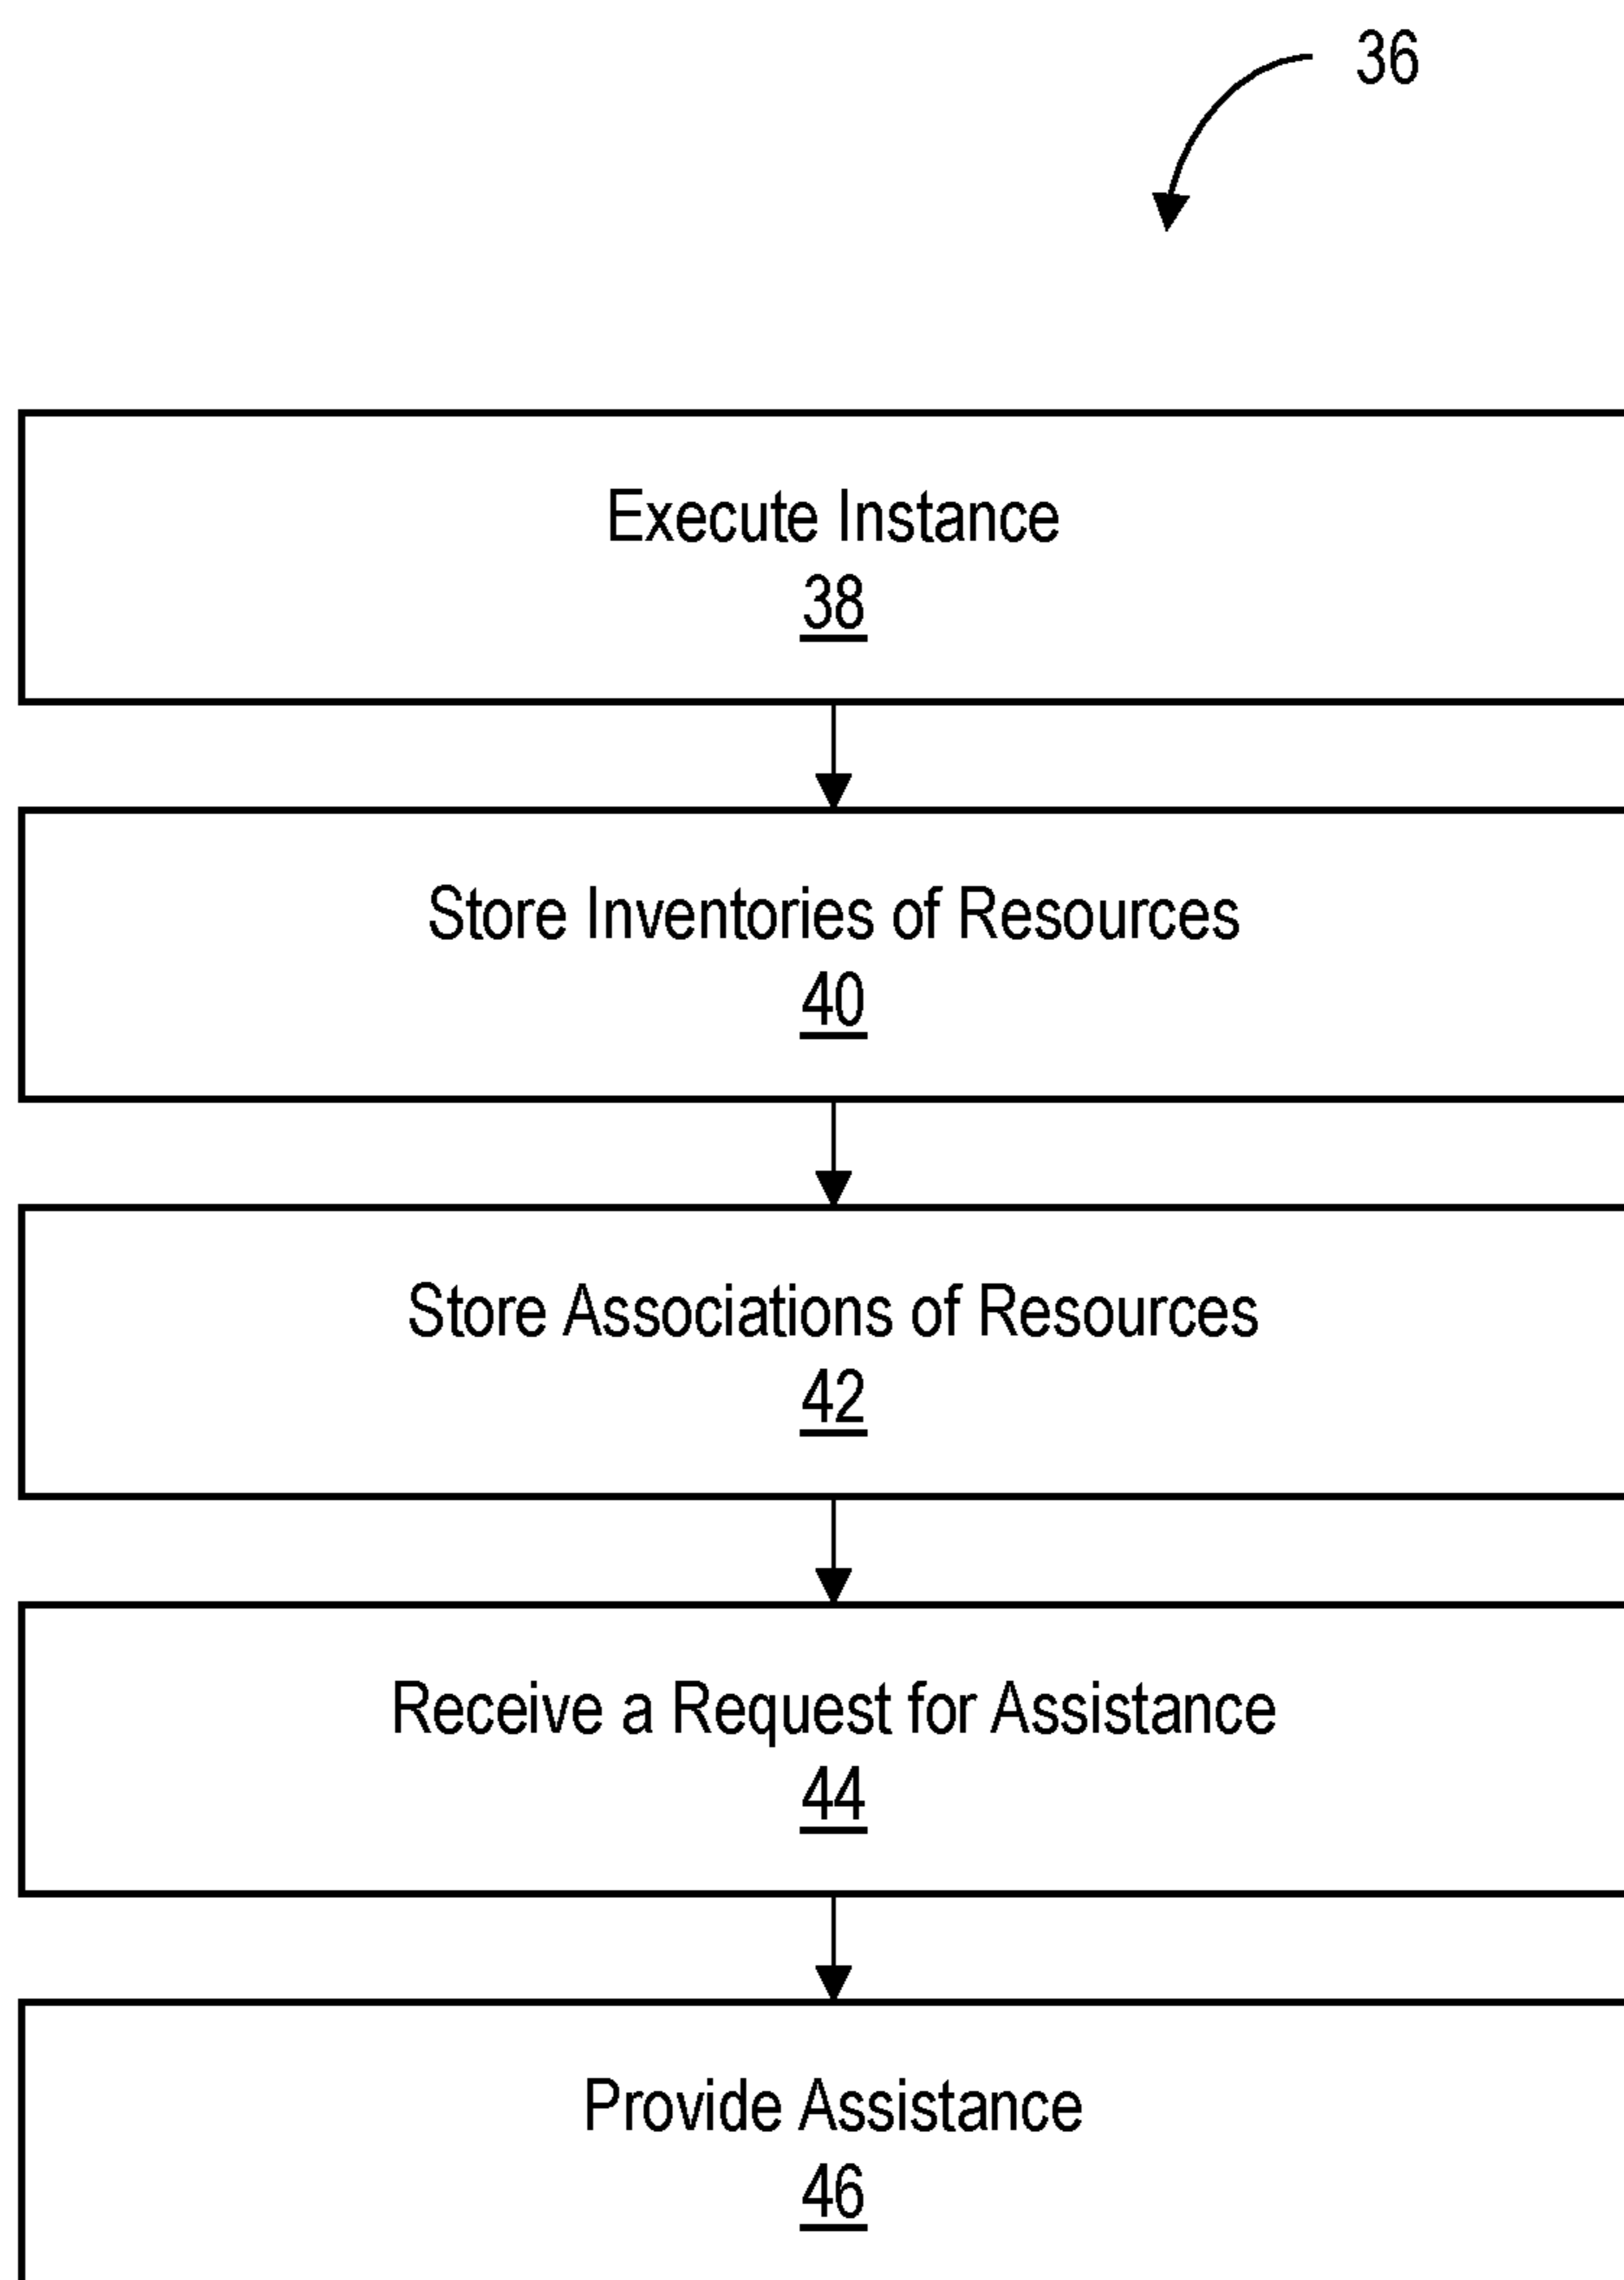 36
Execute Instance
38
Store Inventories of Resources
40
Store Associations of Resources
42
Receive a Request for Assistance
44
Provide Assistance
46